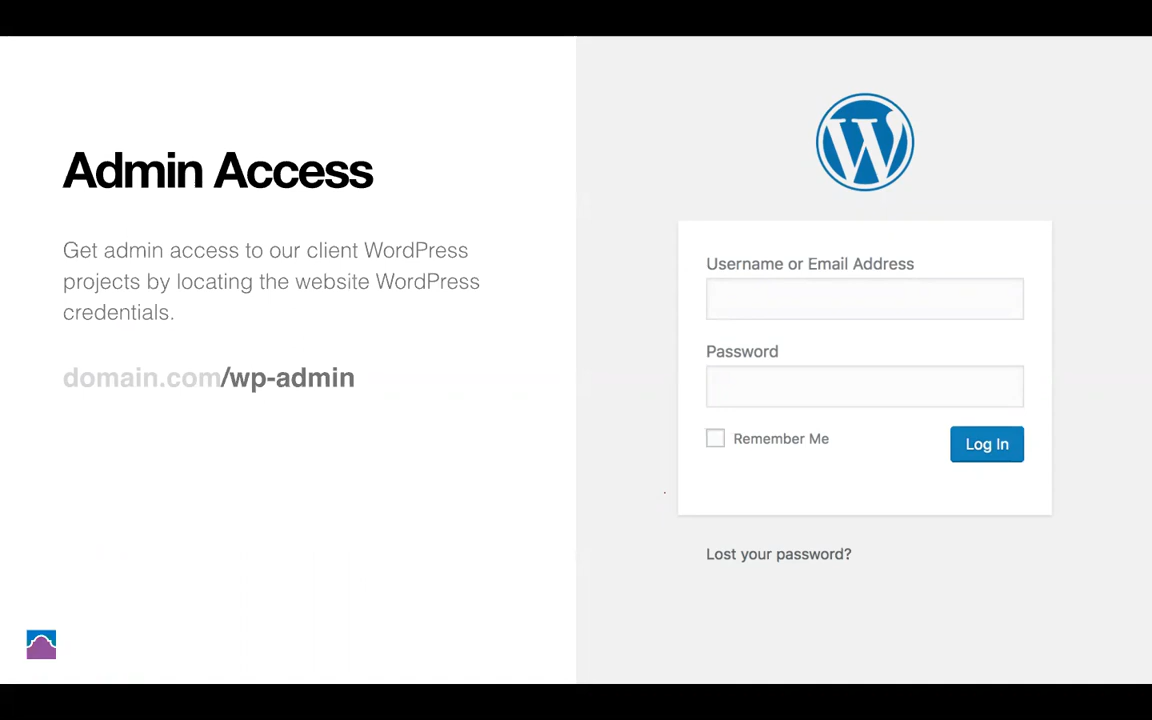 Admin Access
Get admin access to our client WordPress
projects by locating the website WordPress
credentials.
domain.com/wp-admin
Username or Email Address
Password
Remember Me
Log In
Lost your password?